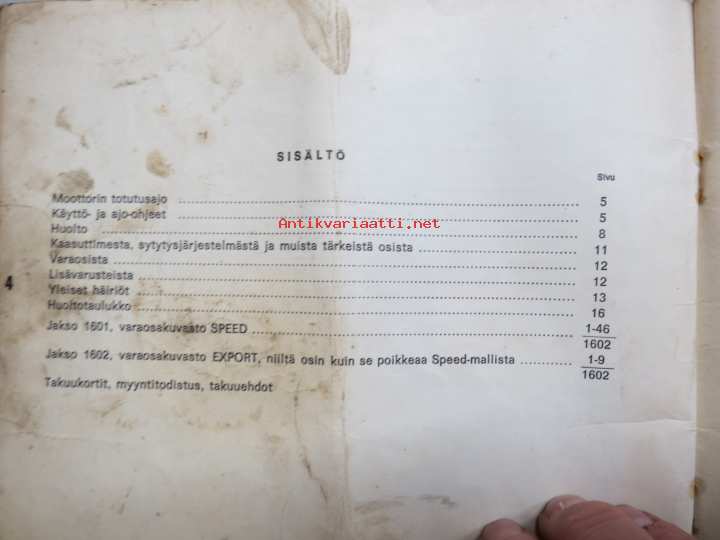 SISÄLTÖ
Sivu
Moottorin totutusajo 5
Käyttö- ja ajo-ohjeet 5
Antikvariaatti.net
Huolto 8
Kaasuttimesta, sytytysjärjestelmästä ja muista tärkeistä osista 11
Varaosista 12
Lisävarusteista 12
4
Yleiset häiriöt 13
Huoltotaulukko 16
Jakso 1601, varaosakuvasto SPEED 1-46
1602
Jakso 1602, varaosakuvasto EXPORT, niiltä osin kuin se poikkeaa Speed-mallista 1-9
1602
Takuukortit, myyntitodistus, takuuehdot